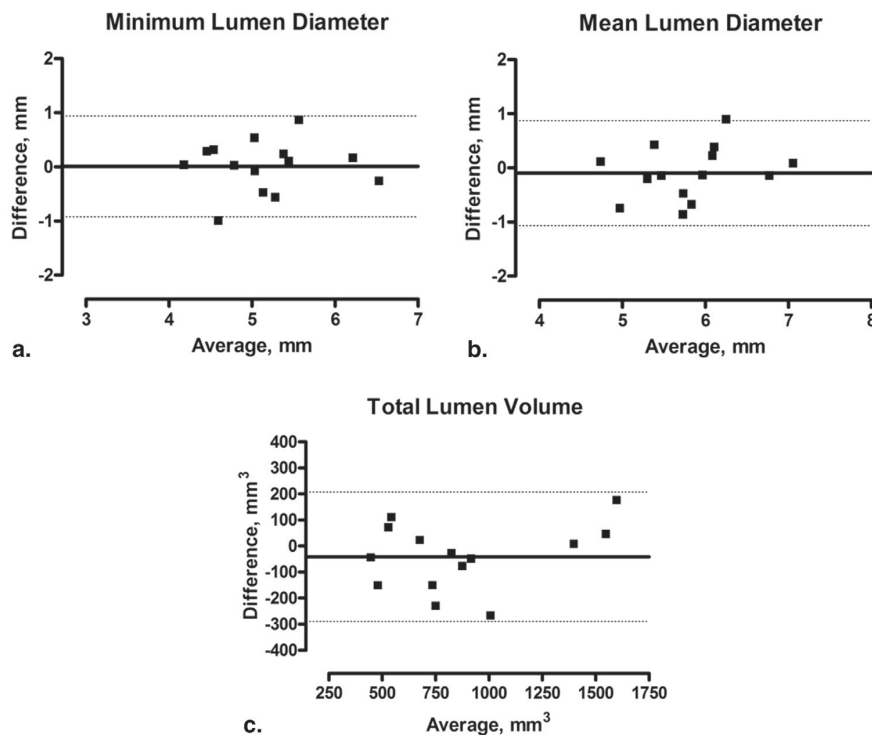 Minimum Lumen Diameter
2
1
0
-1
-2
Difference, mm
3 4 5 6 7
Average, mm
a.
Mean Lumen Diameter
2
1
0
-1
-2
Difference, mm
4 5 6 7 8
Average, mm
b.
Total Lumen Volume
400
300
200
100
0
-100
-200
-300
-400
Difference, mm³
250 500 750 1000 1250 1500 1750
Average, mm³
c.